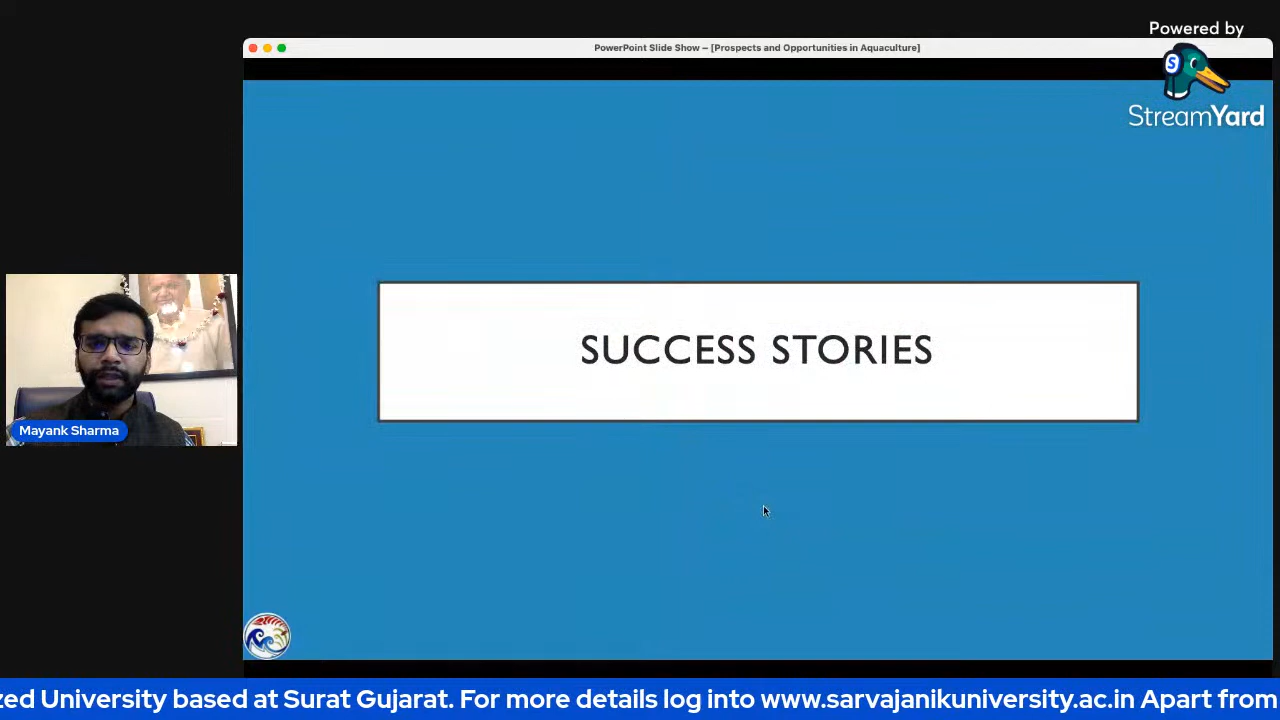 Powered by
StreamYard
PowerPoint Slide Show – [Prospects and Opportunities in Aquaculture]
SUCCESS STORIES
Mayank Sharma
zed University based at Surat Gujarat. For more details log into www.sarvajanikuniversity.ac.in Apart from